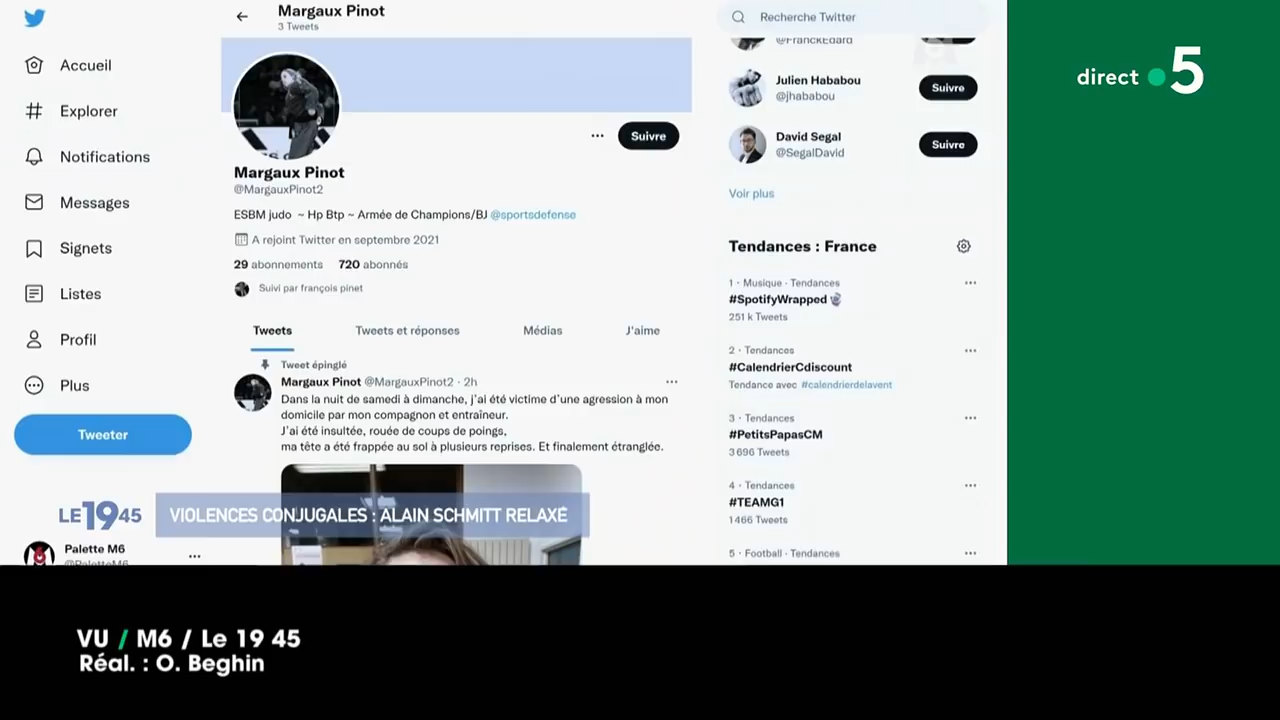 Margaux Pinot
3 Tweets
Recherche Twitter
Accueil
Explorer
Notifications
Messages
Signets
Listes
Profil
Plus
Tweeter
Suivre
Margaux Pinot
@MargauxPinot2
ESBM judo ~ Hp Btp ~ Armée de Champions/BJ @sportsdefense
A rejoint Twitter en septembre 2021
29 abonnements 720 abonnés
Suivi par françois pinet
Tweets Tweets et réponses Médias J'aime
Tweet épinglé
Margaux Pinot @MargauxPinot2 · 2h
Dans la nuit de samedi à dimanche, j'ai été victime d'une agression à mon
domicile par mon compagnon et entraîneur.
J'ai été insultée, rouée de coups de poings,
ma tête a été frappée au sol à plusieurs reprises. Et finalement étranglée.
@FranckEdard
Julien Hababou
@jhababou
Suivre
David Segal
@SegalDavid
Suivre
Voir plus
Tendances : France
1 · Musique · Tendances
#SpotifyWrapped
251 k Tweets
2 · Tendances
#CalendrierCdiscount
Tendance avec #calendrierdelavent
3 · Tendances
#PetitsPapasCM
3 696 Tweets
4 · Tendances
#TEAMG1
1 466 Tweets
5 · Football · Tendances
direct 5
LE 19 45
VIOLENCES CONJUGALES : ALAIN SCHMITT RELAXÉ
Palette M6
@PaletteM6
VU / M6 / Le 19 45
Réal. : O. Beghin